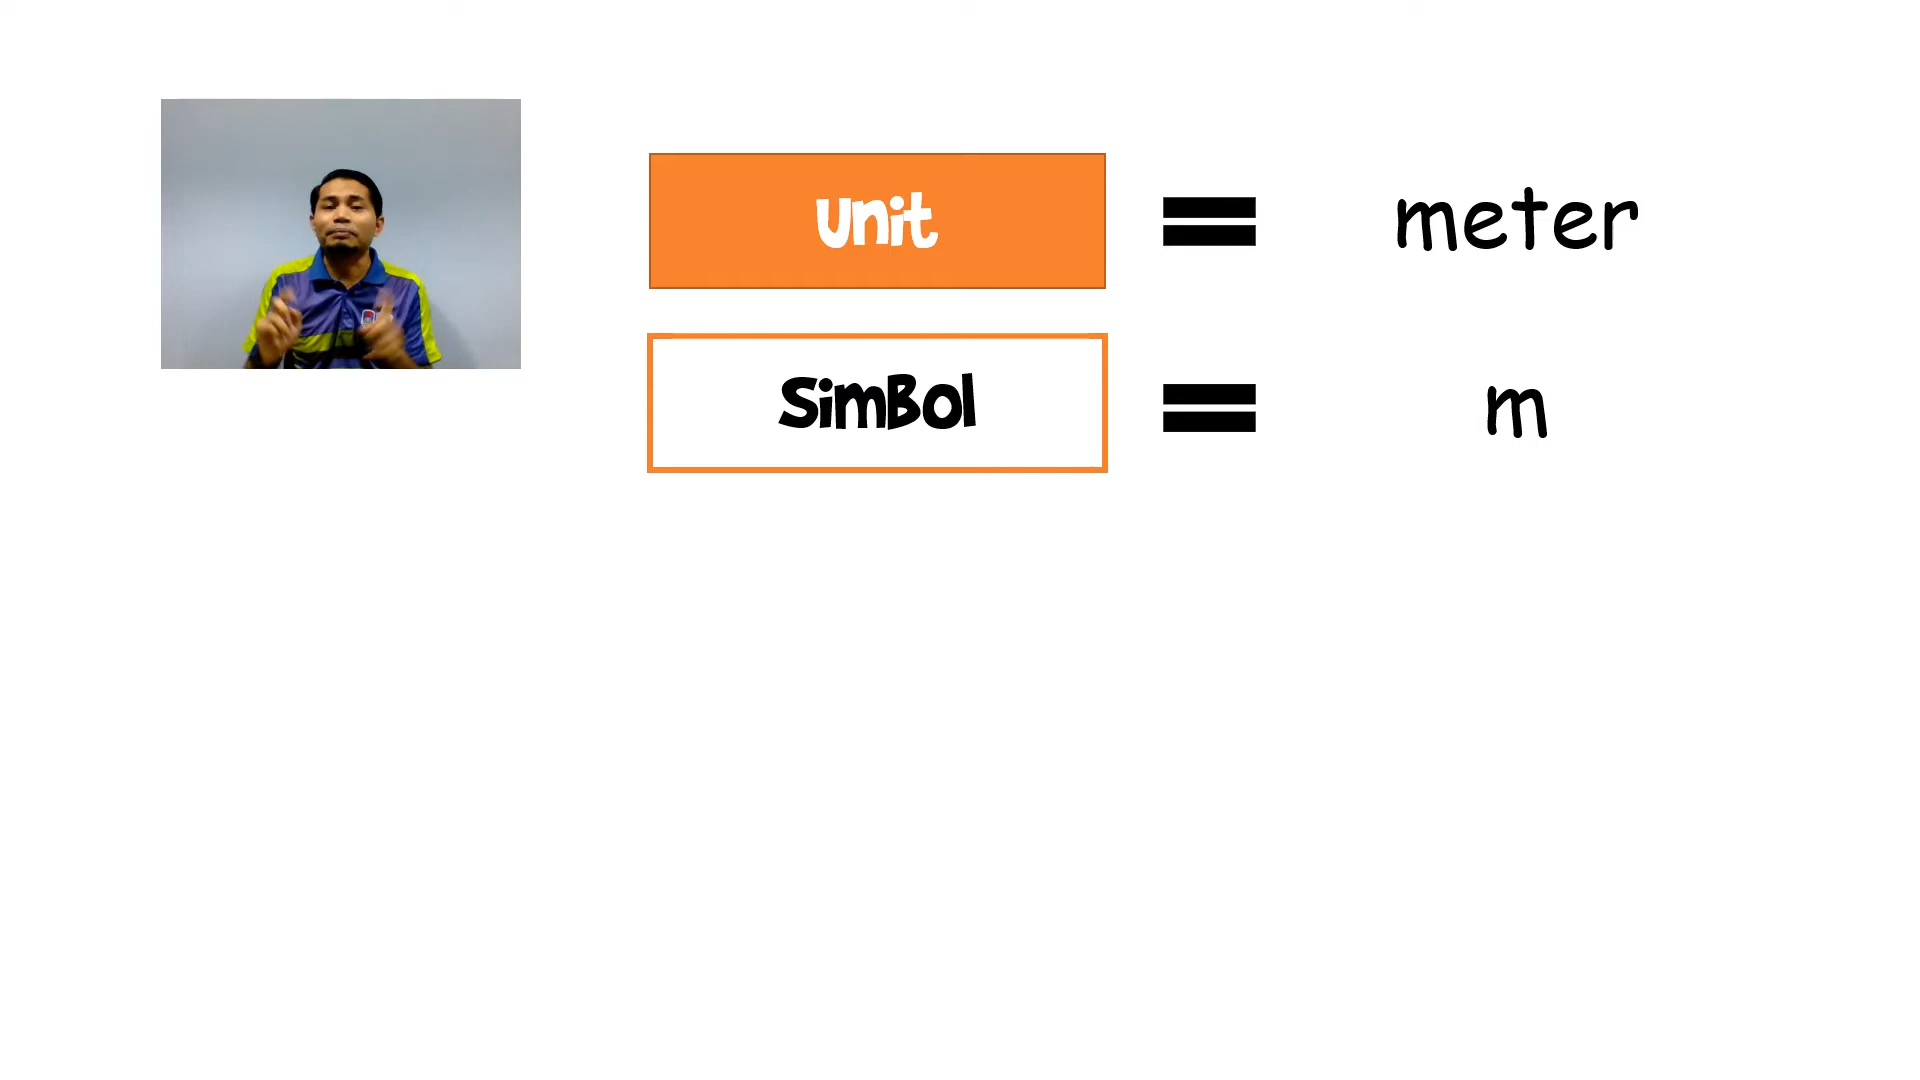 Unit = meter
SimBol = m